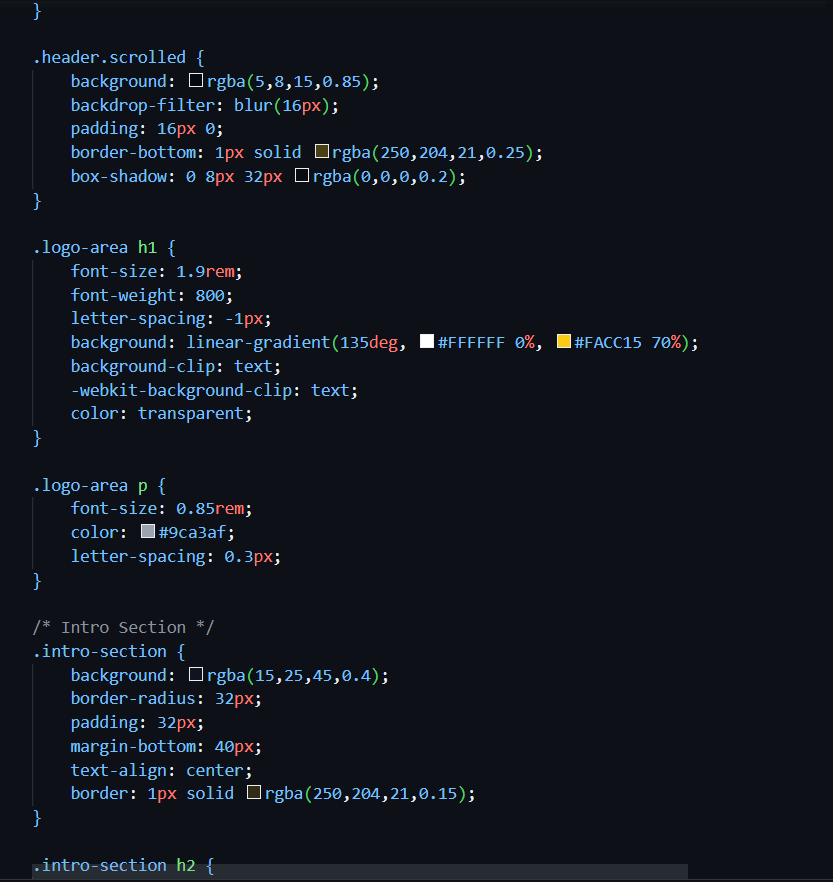 }
.header.scrolled {
    background: rgba(5,8,15,0.85);
    backdrop-filter: blur(16px);
    padding: 16px 0;
    border-bottom: 1px solid rgba(250,204,21,0.25);
    box-shadow: 0 8px 32px rgba(0,0,0,0.2);
}
.logo-area h1 {
    font-size: 1.9rem;
    font-weight: 800;
    letter-spacing: -1px;
    background: linear-gradient(135deg, #FFFFFF 0%, #FACC15 70%);
    background-clip: text;
    -webkit-background-clip: text;
    color: transparent;
}
.logo-area p {
    font-size: 0.85rem;
    color: #9ca3af;
    letter-spacing: 0.3px;
}
/* Intro Section */
.intro-section {
    background: rgba(15,25,45,0.4);
    border-radius: 32px;
    padding: 32px;
    margin-bottom: 40px;
    text-align: center;
    border: 1px solid rgba(250,204,21,0.15);
}
.intro-section h2 {